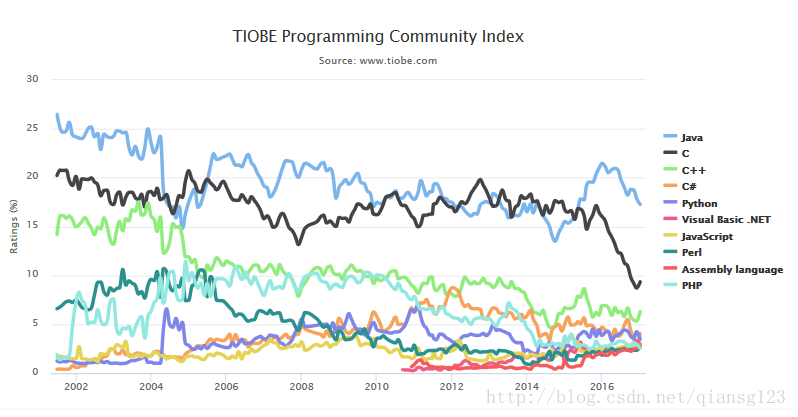 TIOBE Programming Community Index
Source: www.tiobe.com
Ratings (%)
30
25
20
15
10
5
0
2002 2004 2006 2008 2010 2012 2014 2016
Java
C
C++
C#
Python
Visual Basic .NET
JavaScript
Perl
Assembly language
PHP
http://blog.csdn.net/qiansg123